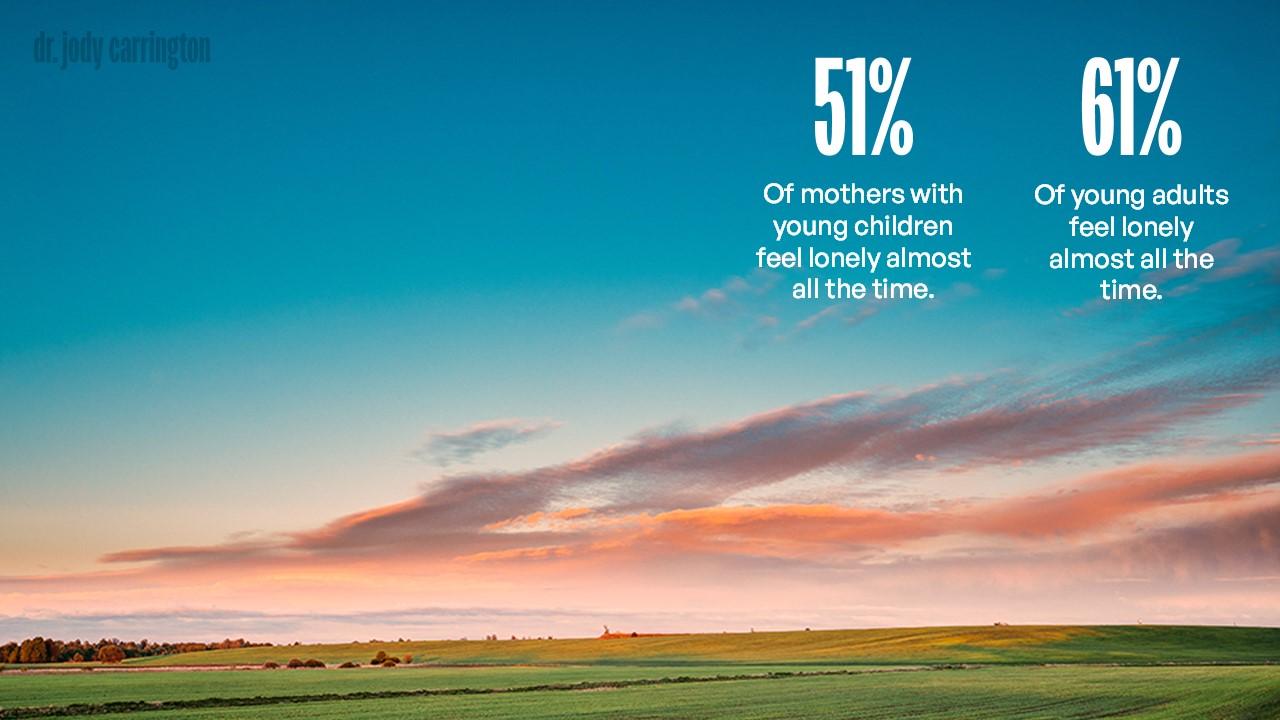 dr. jody carrington
51%
Of mothers with
young children
feel lonely almost
all the time.
61%
Of young adults
feel lonely
almost all the
time.